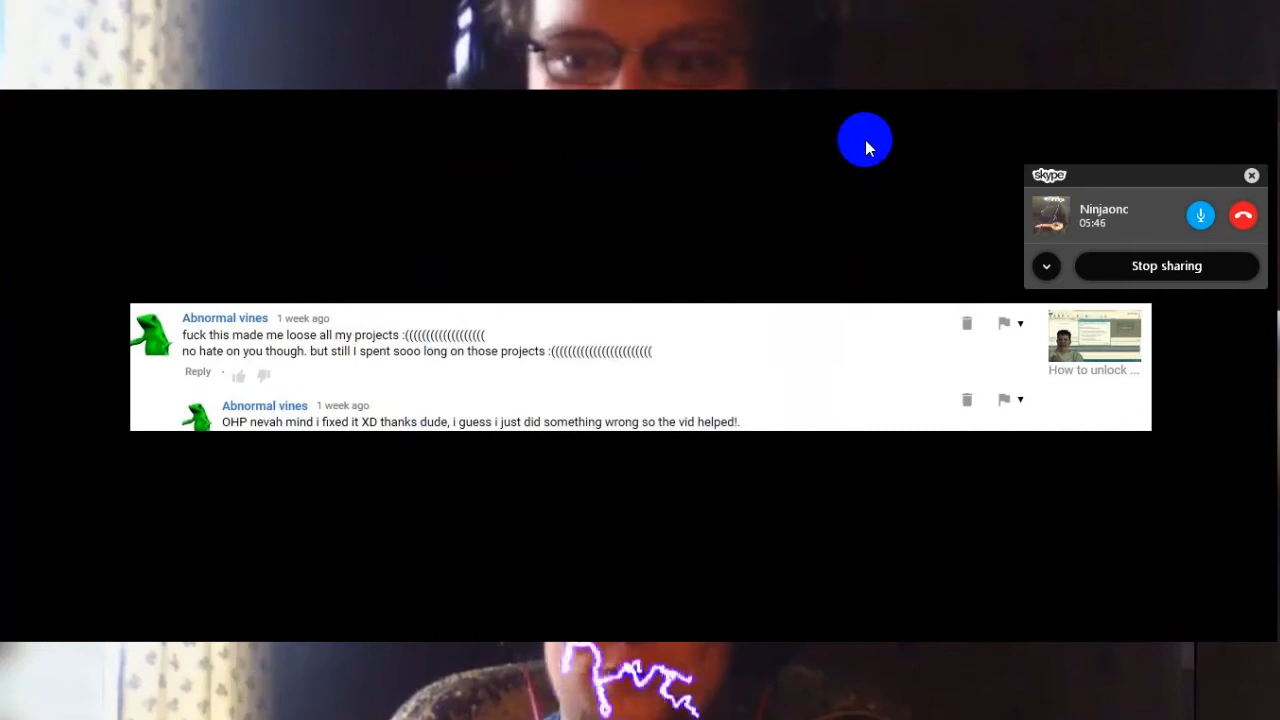 skype
Ninjaonc
05:46
Stop sharing
Abnormal vines 1 week ago
fuck this made me loose all my projects :(((((((((((((((((((
no hate on you though. but still I spent sooo long on those projects :((((((((((((((((((((((((
Reply ·
How to unlock ...
Abnormal vines 1 week ago
OHP nevah mind i fixed it XD thanks dude, i guess i just did something wrong so the vid helped!.